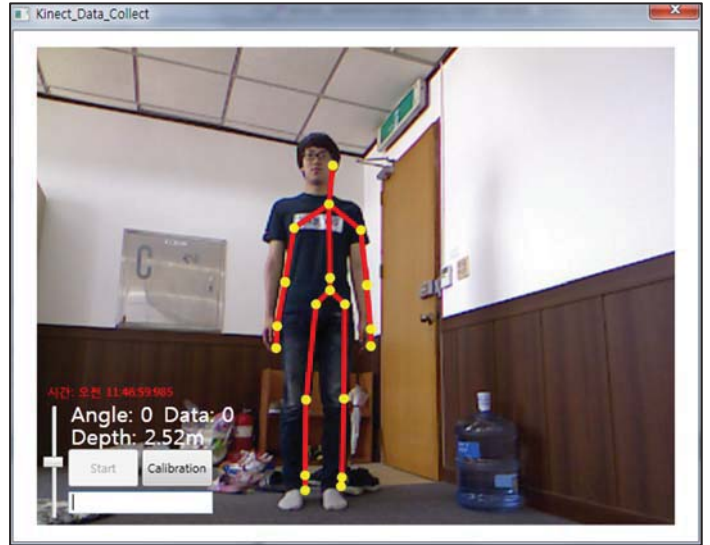 Kinect_Data_Collect
시간: 오전 11:46:59:985
Angle: 0 Data: 0
Depth: 2.52m
Start
Calibration